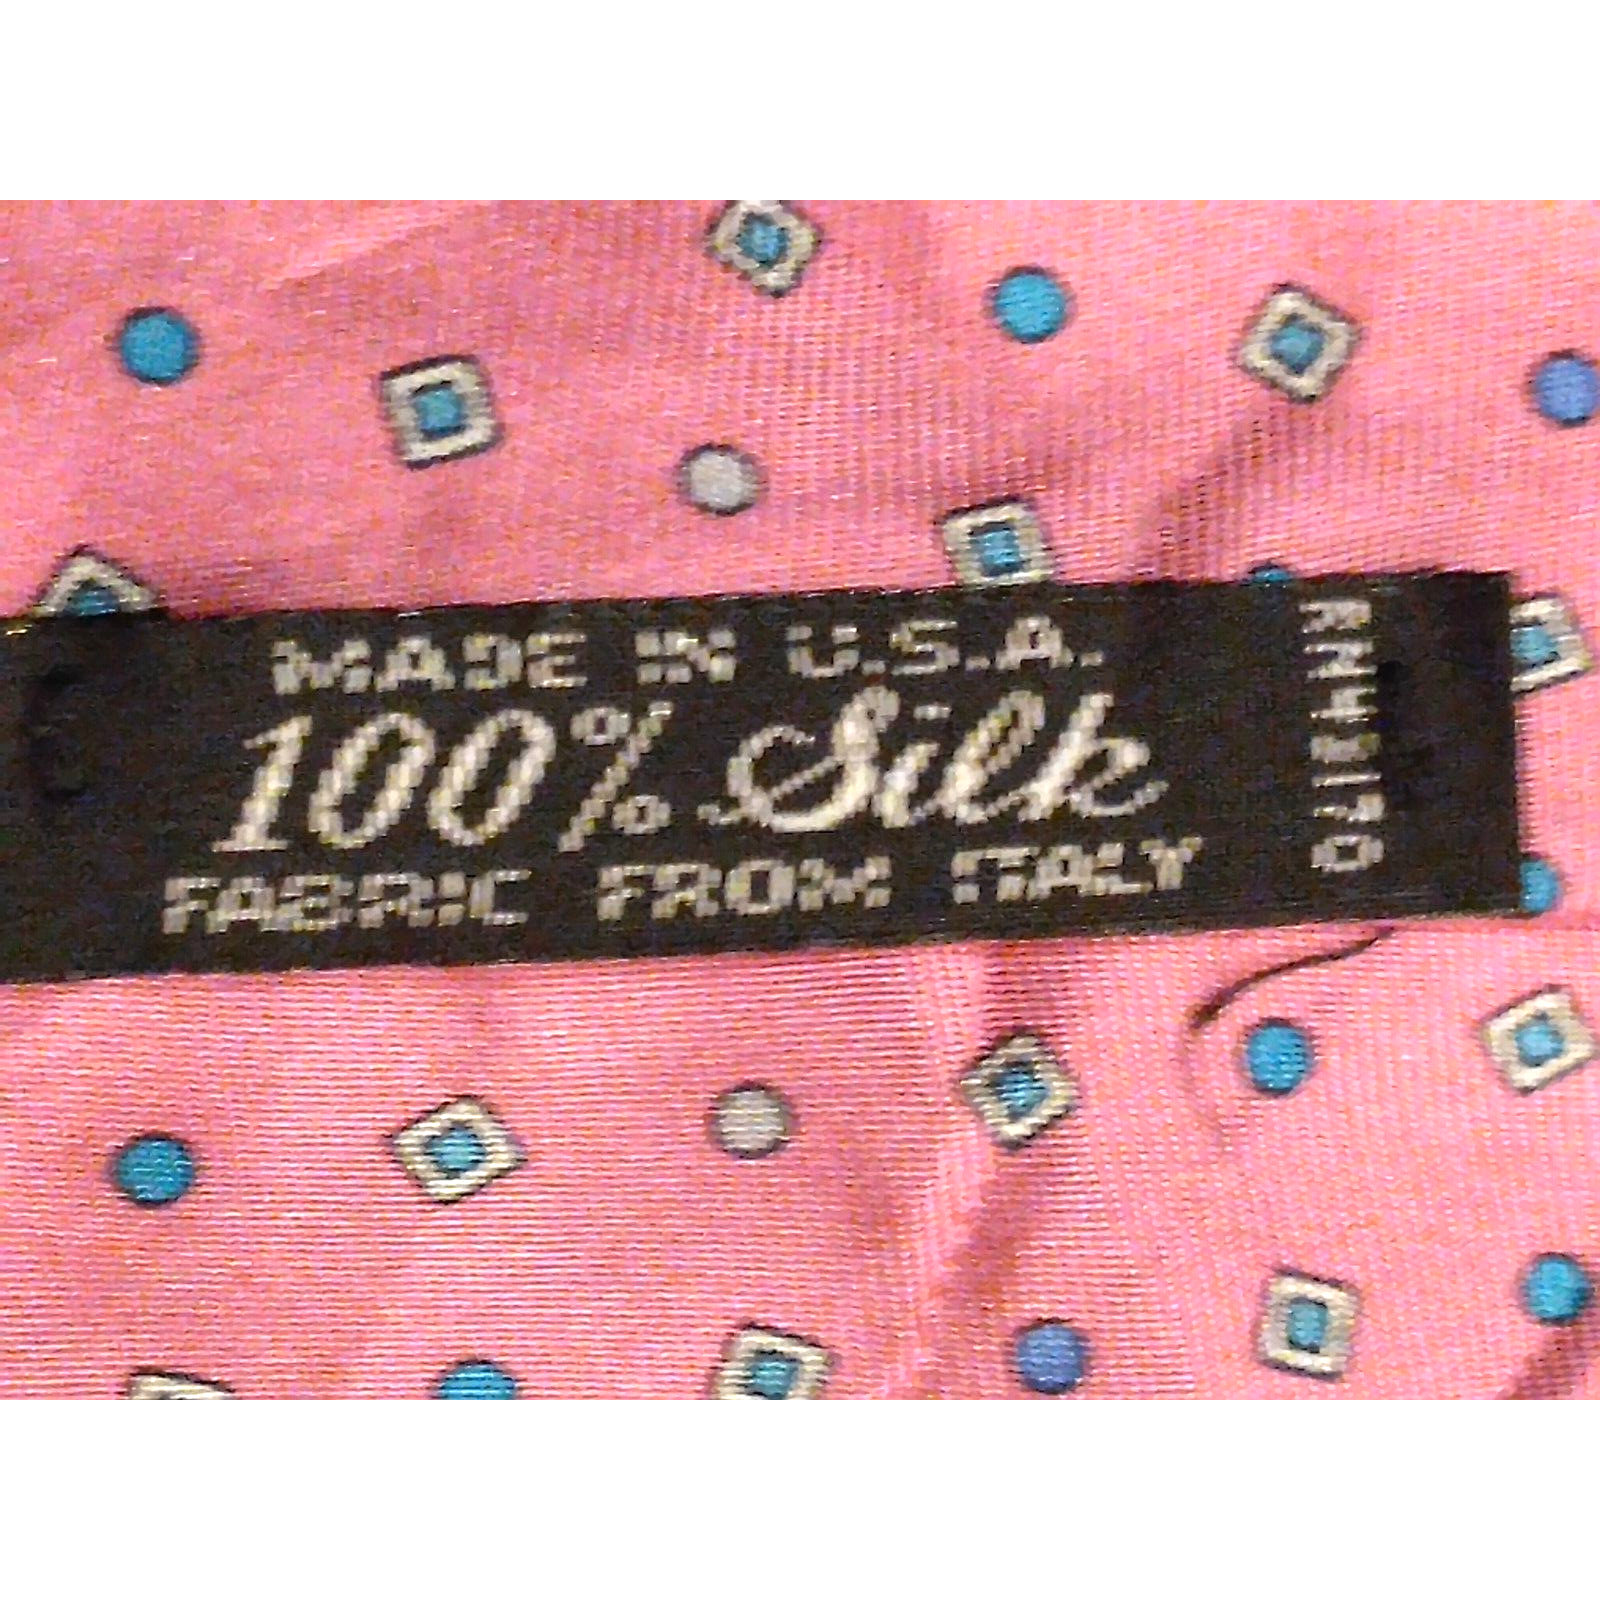 MADE IN U.S.A.
100% Silk
FABRIC FROM ITALY